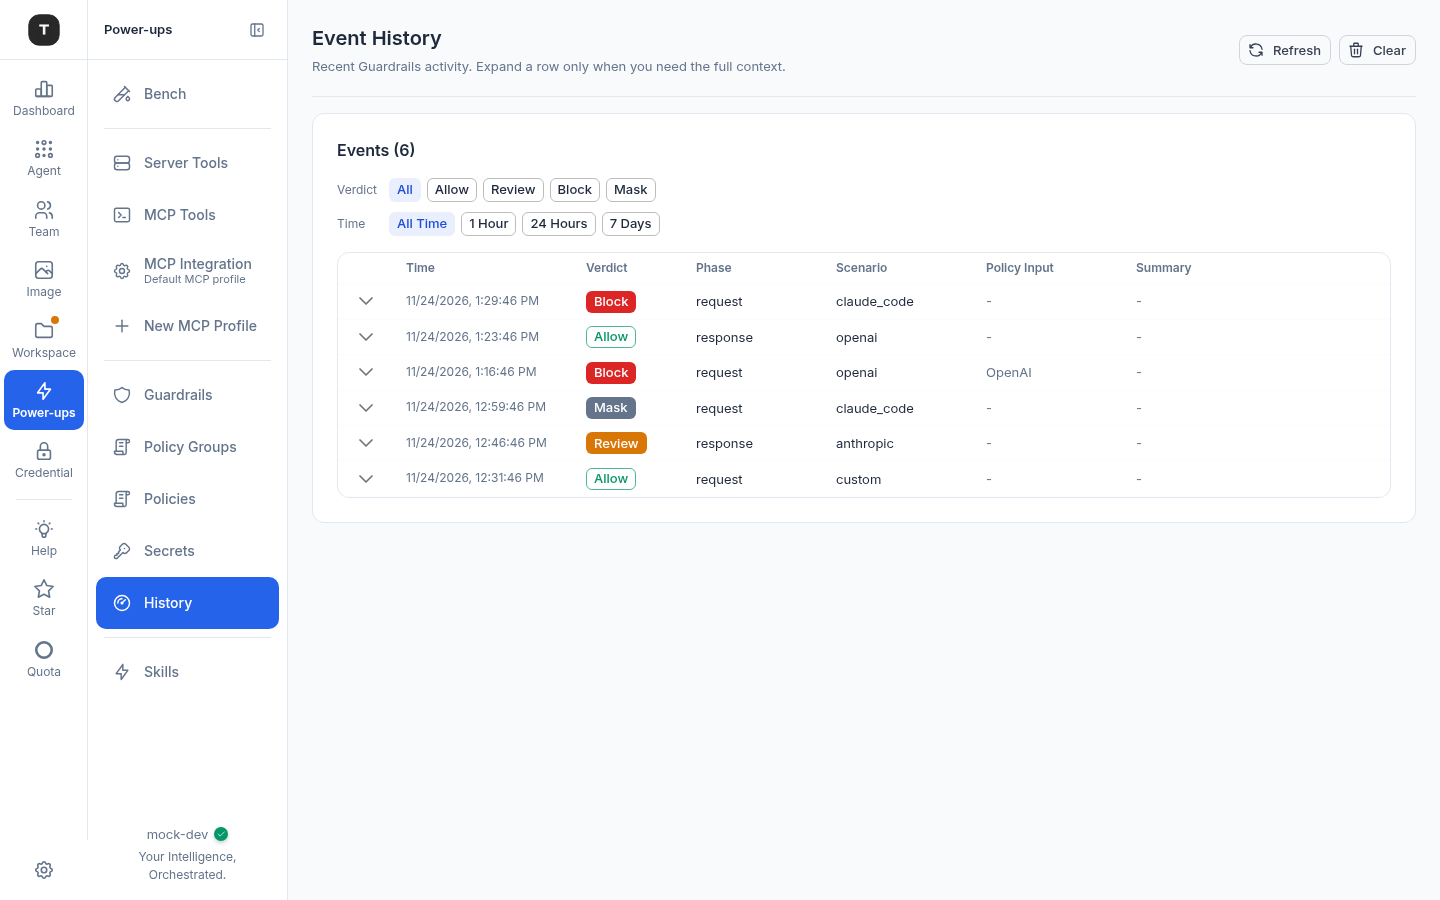 T
Power-ups
Dashboard
Agent
Team
Image
Workspace
Power-ups
Credential
Help
Star
Quota
Bench
Server Tools
MCP Tools
MCP Integration
Default MCP profile
New MCP Profile
Guardrails
Policy Groups
Policies
Secrets
History
Skills
mock-dev
Your Intelligence,
Orchestrated.
Event History
Recent Guardrails activity. Expand a row only when you need the full context.
Refresh Clear
Events (6)
Verdict All Allow Review Block Mask
Time All Time 1 Hour 24 Hours 7 Days
Time Verdict Phase Scenario Policy Input Summary
11/24/2026, 1:29:46 PM Block request claude_code - -
11/24/2026, 1:23:46 PM Allow response openai - -
11/24/2026, 1:16:46 PM Block request openai OpenAI -
11/24/2026, 12:59:46 PM Mask request claude_code - -
11/24/2026, 12:46:46 PM Review response anthropic - -
11/24/2026, 12:31:46 PM Allow request custom - -